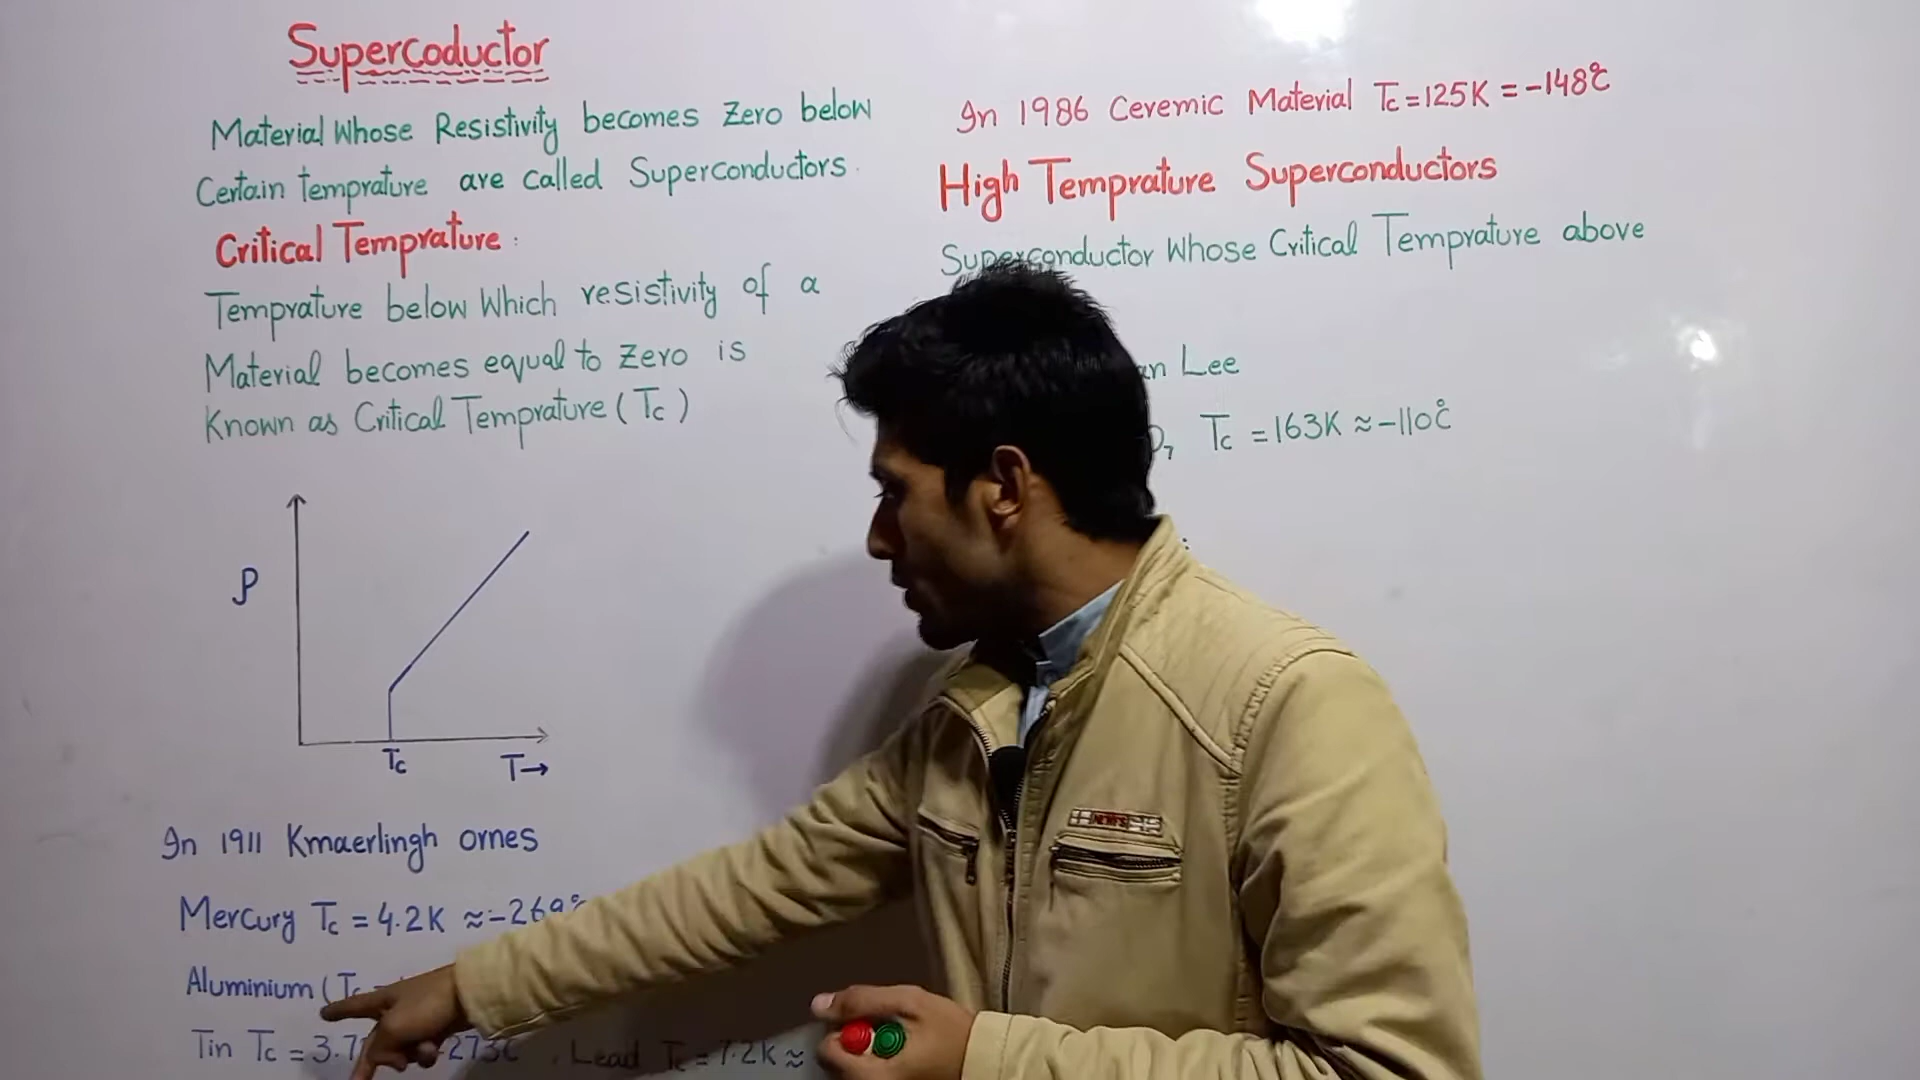 Supercoductor
Material Whose Resistivity becomes Zero below
Certain temprature are called Superconductors.
Critical Temprature:
Temprature below Which resistivity of a
Material becomes equal to Zero is
Known as Critical Temprature (Tc)
ρ
Tc
T→
In 1911 Kmaerlingh ornes
Mercury Tc = 4.2K ≈ -269°
Aluminium (Tc
Tin Tc = 3.7 -273C , Lead Tc = 7.2K ≈
In 1986 Ceremic Material Tc = 125K = -148°C
High Temprature Superconductors
Superconductor Whose Critical Temprature above
Lee
Tc = 163K ≈ -110°C
NEWS